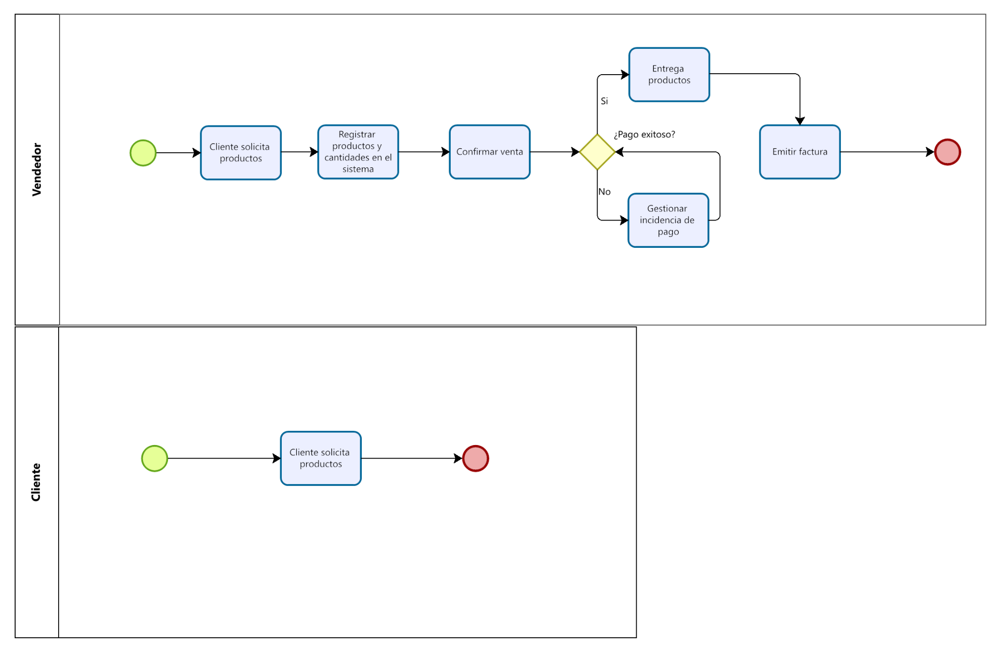 Vendedor
Cliente solicita
productos
Registrar
productos y
cantidades en el
sistema
Confirmar venta
¿Pago exitoso?
Si
Entrega
productos
No
Gestionar
incidencia de
pago
Emitir factura
Cliente
Cliente solicita
productos